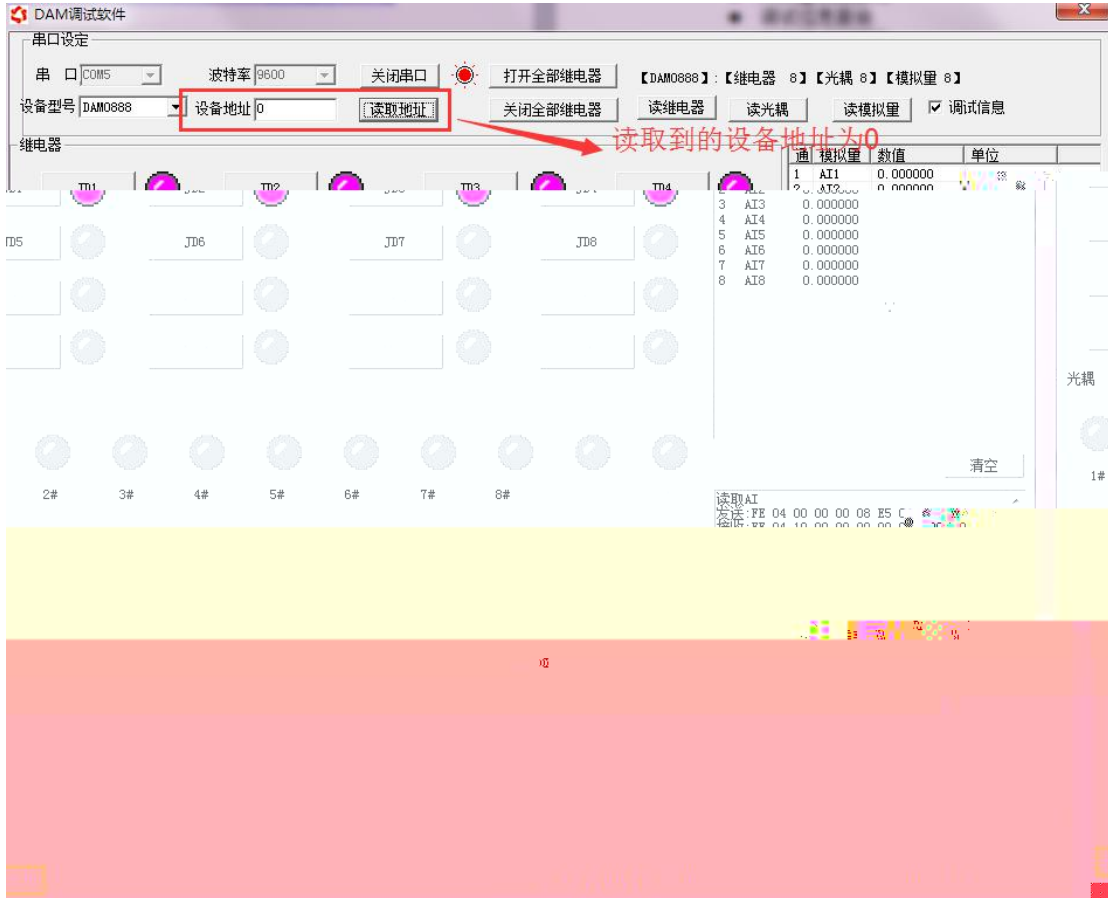 DAM调试软件
串口设定
串 口 COM5 波特率 9600 关闭串口 打开全部继电器 【DAM0888】:【继电器 8】【光耦 8】【模拟量 8】
设备型号 DAM0888 设备地址 0 读取地址 关闭全部继电器 读继电器 读光耦 读模拟量 调试信息
读取到的设备地址为0
继电器
通 模拟量 数值 单位
1 AI1 0.000000
3 AI3 0.000000
4 AI4 0.000000
JD6 JD7 JD8
5 AI5 0.000000
6 AI6 0.000000
7 AI7 0.000000
8 AI8 0.000000
光耦
清空
1#
2# 3# 4# 5# 6# 7# 8#
读取AI
发送:FE 04 00 00 00 08 E5